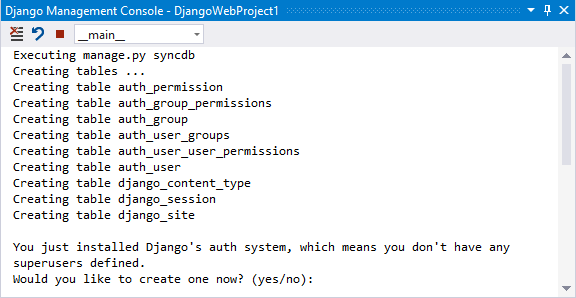 Django Management Console - DjangoWebProject1
__main__
Executing manage.py syncdb
Creating tables ...
Creating table auth_permission
Creating table auth_group_permissions
Creating table auth_group
Creating table auth_user_groups
Creating table auth_user_user_permissions
Creating table auth_user
Creating table django_content_type
Creating table django_session
Creating table django_site
You just installed Django's auth system, which means you don't have any
superusers defined.
Would you like to create one now? (yes/no):